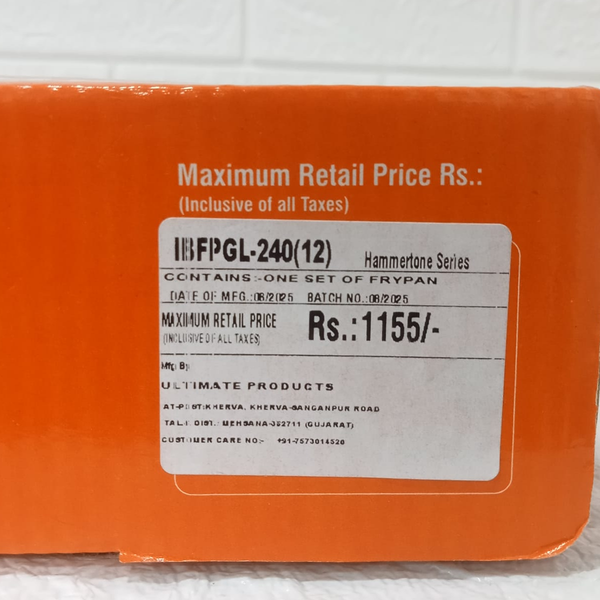 Maximum Retail Price Rs.:
(Inclusive of all Taxes)
IBFPGL-240(12) Hammertone Series
CONTAINS:-ONE SET OF FRYPAN
DATE OF MFG.:08/2025 BATCH NO.:08/2025
MAXIMUM RETAIL PRICE Rs.:1155/-
(INCLUSIVE OF ALL TAXES)
Mfg By:
ULTIMATE PRODUCTS
AT-POST:KHERVA, KHERVA-GANGANPUR ROAD
TAL.: DIST.: MEHSANA-352711 (GUJARAT)
CUSTOMER CARE NO:- +91-7573014520